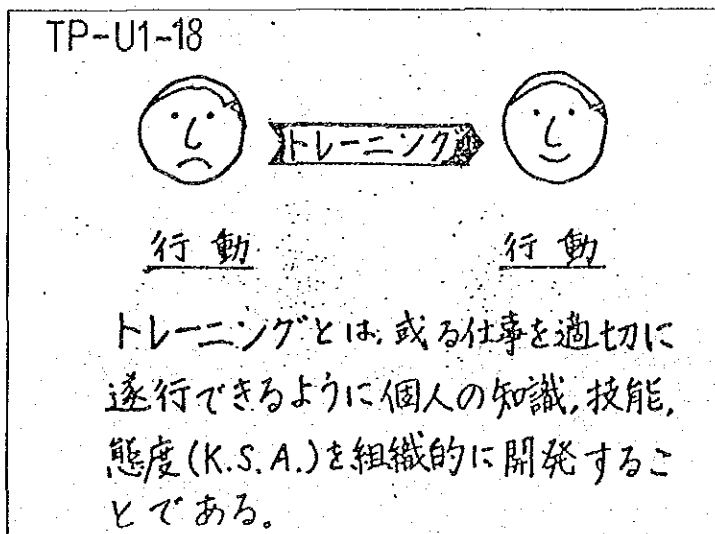 TP-U1-18
トレーニング
行動 行動
トレーニングとは、或る仕事を適切に
遂行できるように個人の知識,技能,
態度(K.S.A.)を組織的に開発するこ
とである。